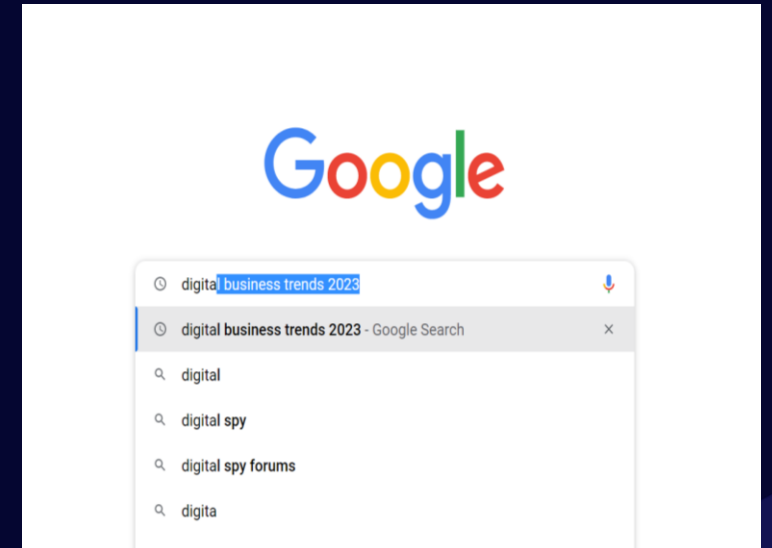 Google
digital business trends 2023
digital business trends 2023 - Google Search
digital
digital spy
digital spy forums
digita